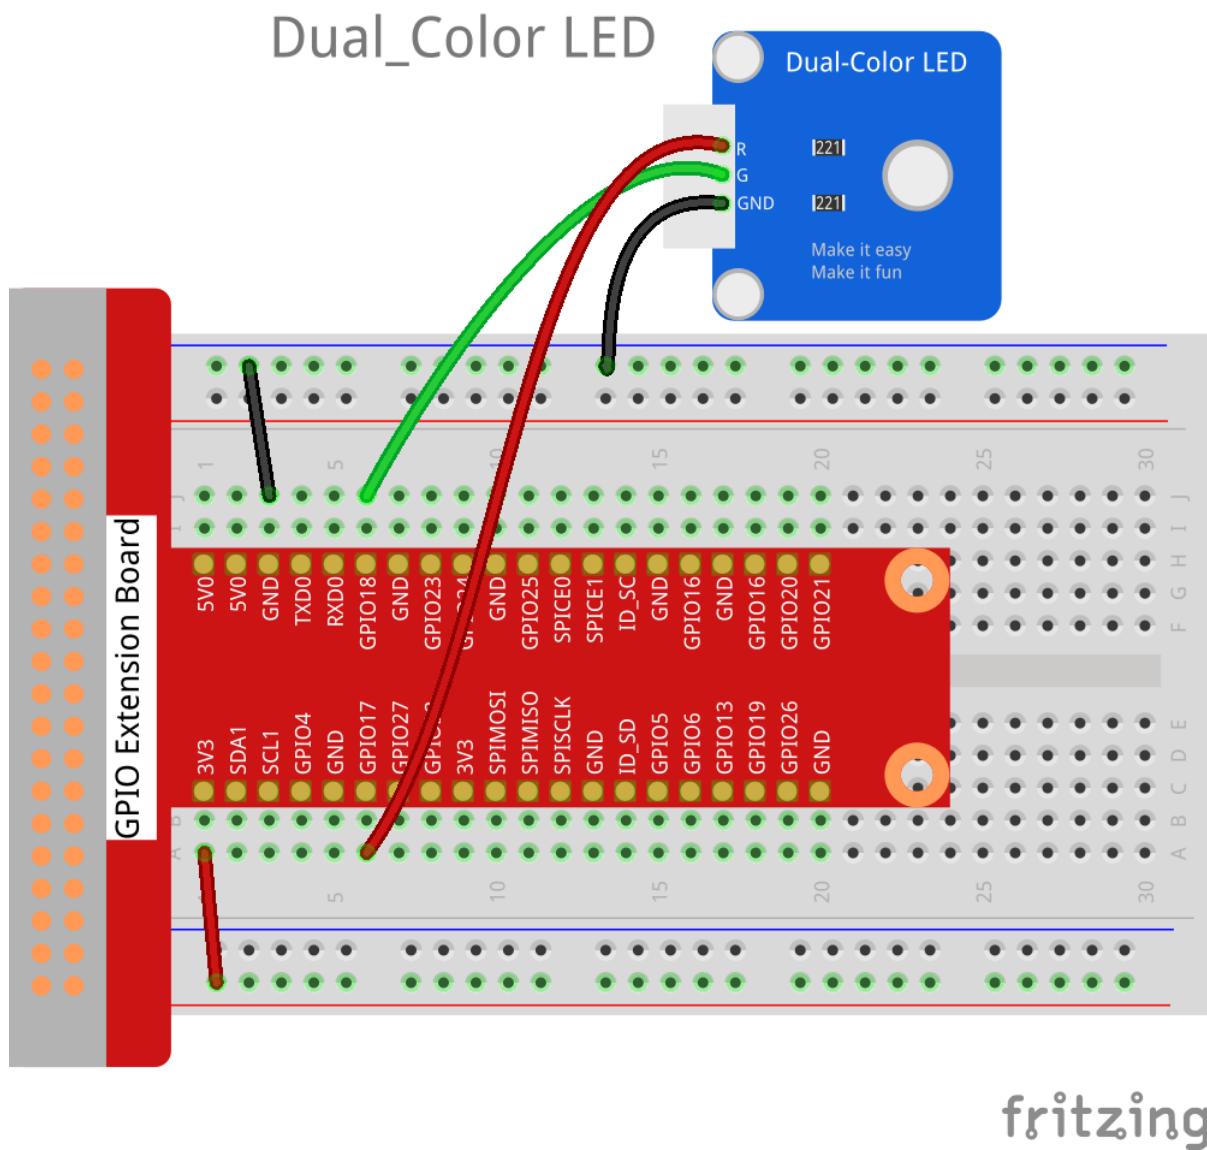 Dual_Color LED
Dual-Color LED
R
G
GND
221
221
Make it easy
Make it fun
1 5 10 15 20 25 30
J J
I I
H
G
F
GPIO Extension Board
5V0 5V0 GND TXD0 RXD0 GPIO18 GND GPIO23 GPIO24 GND GPIO25 SPICE0 SPICE1 ID_SC GND GPIO16 GND GPIO16 GPIO20 GPIO21
3V3 SDA1 SCL1 GPIO4 GND GPIO17 GPIO27 3V3 SPIMOSI SPIMISO SPISCLK GND ID_SD GPIO5 GPIO6 GPIO13 GPIO19 GPIO26 GND
E
D
C
B B
A A
5 10 15 20 25 30
fritzing